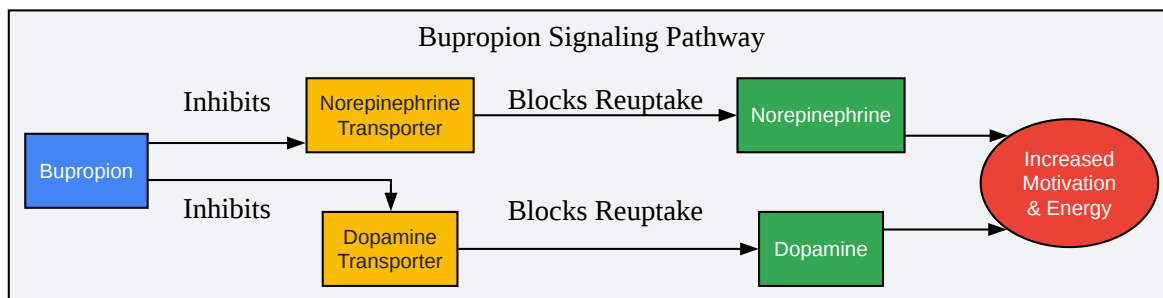 Bupropion Signaling Pathway
Inhibits
Norepinephrine
Transporter
Blocks Reuptake
Norepinephrine
Bupropion
Increased
Motivation
& Energy
Inhibits
Dopamine
Transporter
Blocks Reuptake
Dopamine